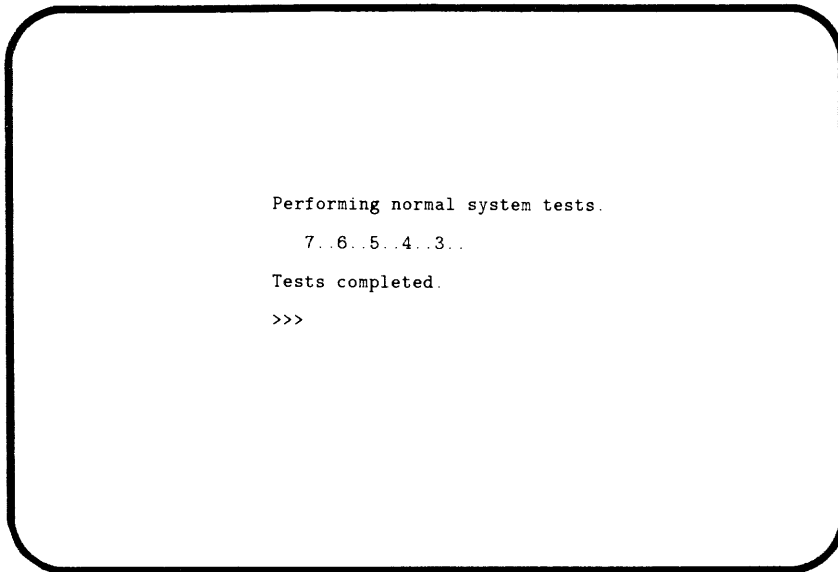 Performing normal system tests.
7..6..5..4..3..
Tests completed.
>>>